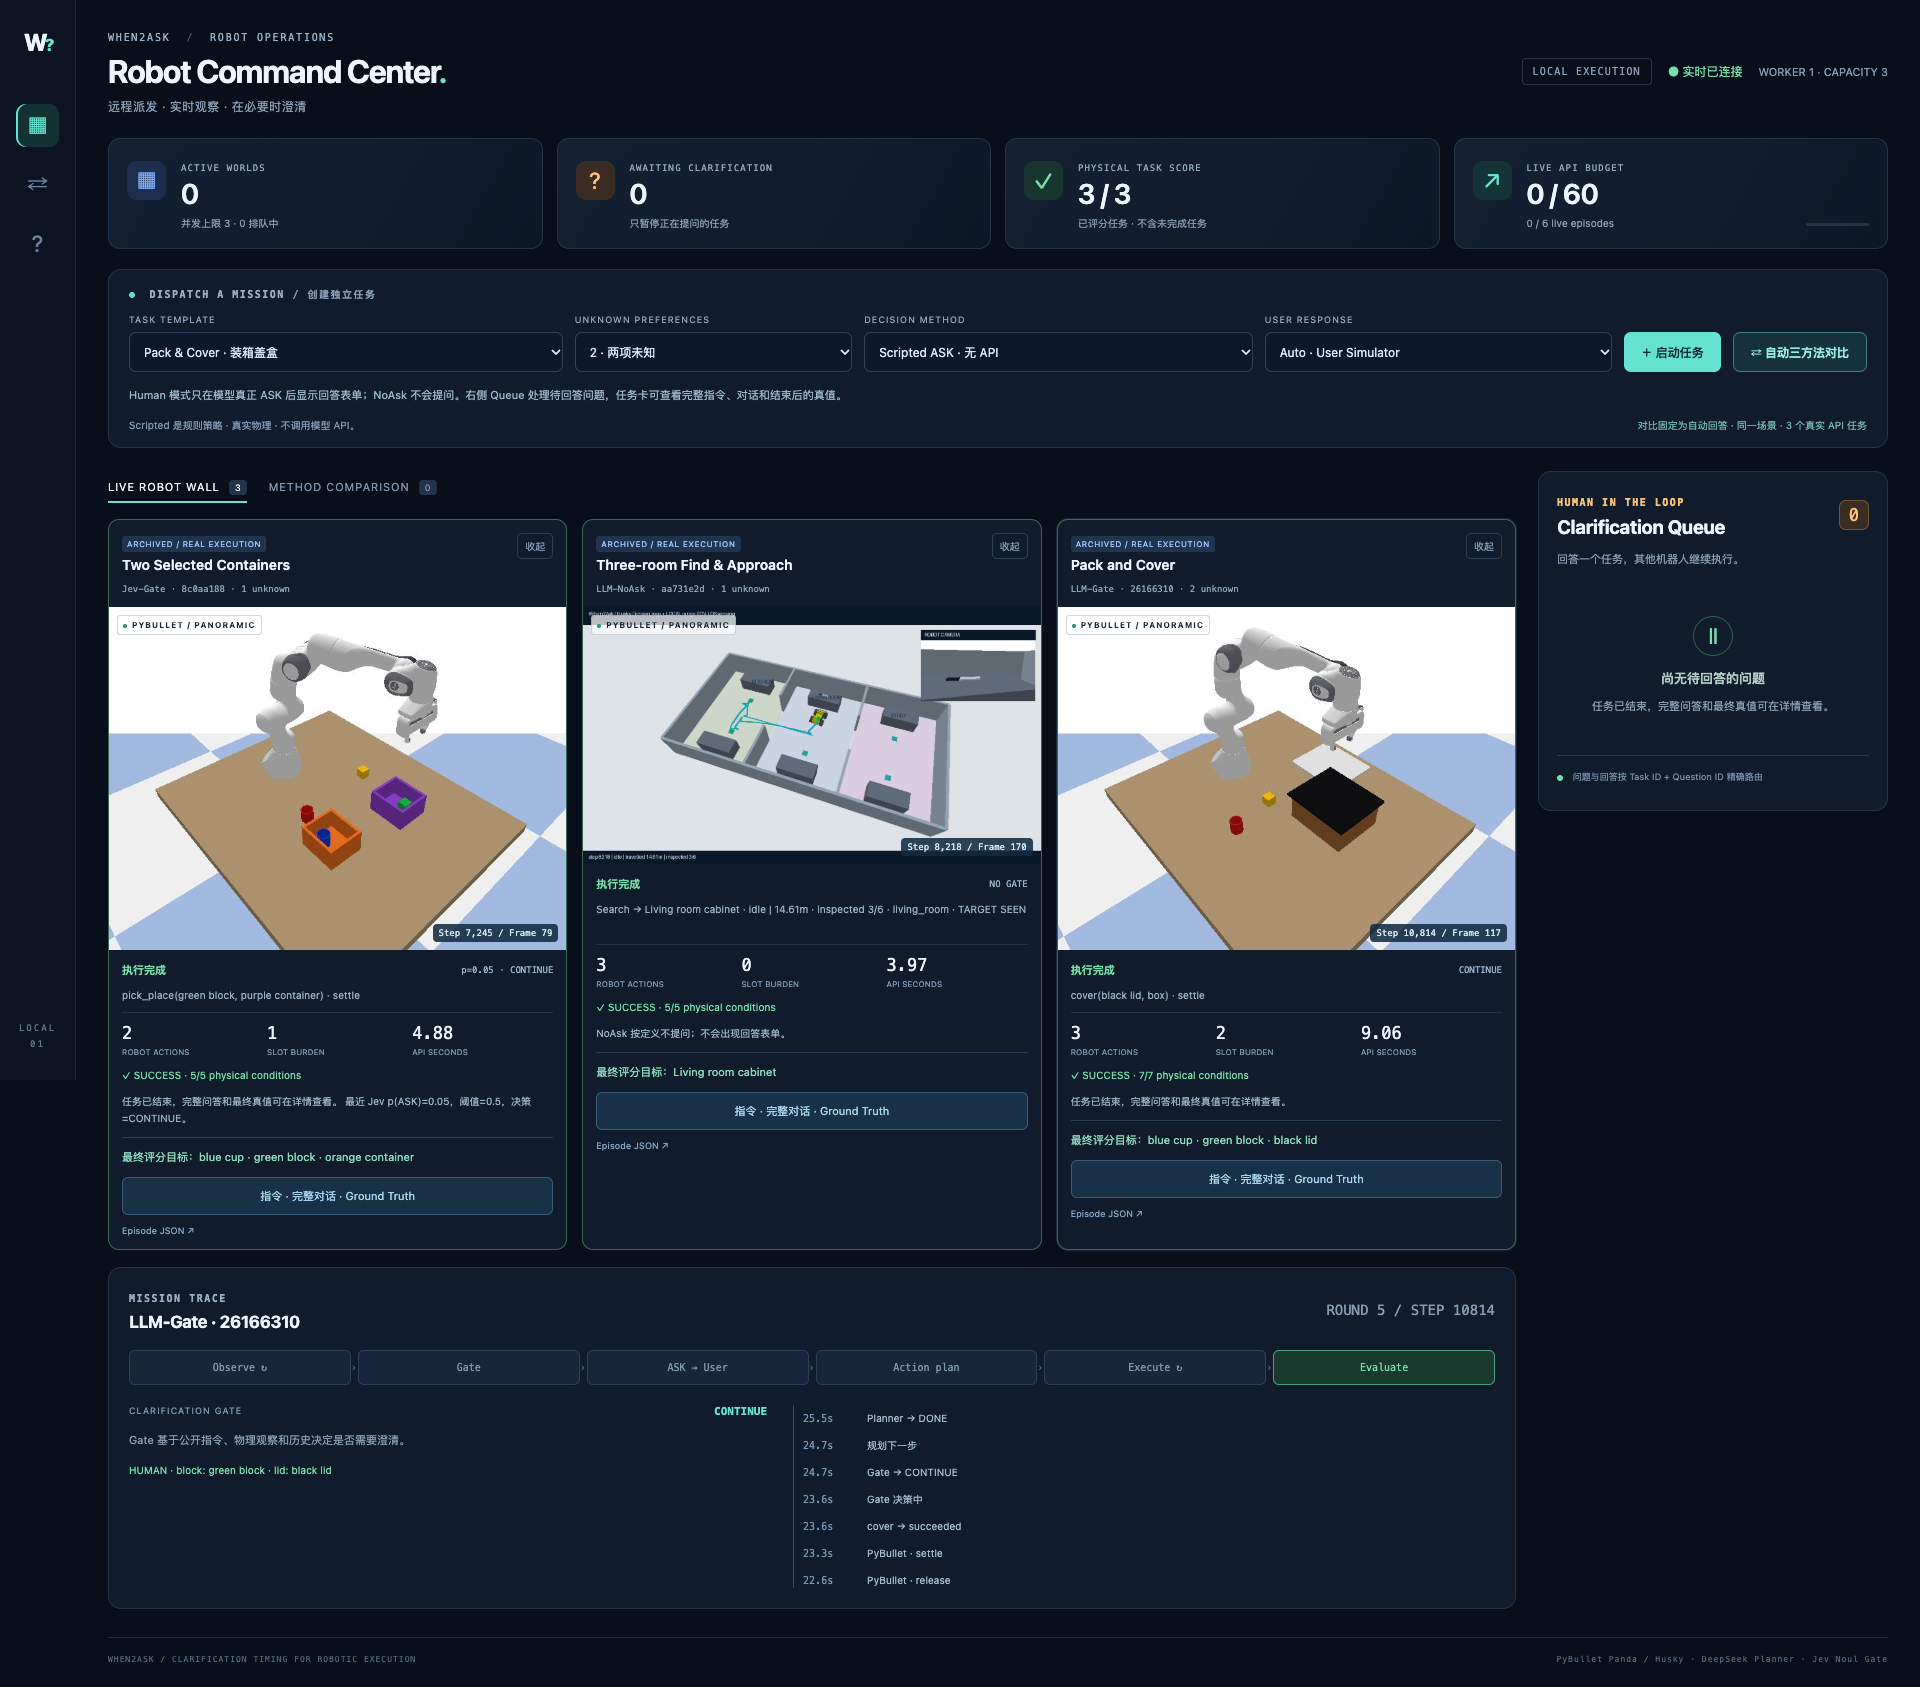 W?
WHEN2ASK / ROBOT OPERATIONS
Robot Command Center.
远程派发 · 实时观察 · 在必要时澄清
LOCAL EXECUTION
实时已连接
WORKER 1 · CAPACITY 3
ACTIVE WORLDS
0
并发上限 3 · 0 排队中
?
AWAITING CLARIFICATION
0
只暂停正在提问的任务
✓
PHYSICAL TASK SCORE
3 / 3
已评分任务 · 不含未完成任务
↗
LIVE API BUDGET
0 / 60
0 / 6 live episodes
⇄
?
DISPATCH A MISSION / 创建独立任务
TASK TEMPLATE
Pack & Cover · 装箱盖盒
UNKNOWN PREFERENCES
2 · 两项未知
DECISION METHOD
Scripted ASK · 无 API
USER RESPONSE
Auto · User Simulator
+ 启动任务
⇄ 自动三方法对比
Human 模式只在模型真正 ASK 后显示回答表单；NoAsk 不会提问。右侧 Queue 处理待回答问题，任务卡可查看完整指令、对话和结束后的真值。
Scripted 是规则策略 · 真实物理 · 不调用模型 API。
对比固定为自动回答 · 同一场景 · 3 个真实 API 任务
LIVE ROBOT WALL 3
METHOD COMPARISON 0
ARCHIVED / REAL EXECUTION
收起
Two Selected Containers
Jev-Gate · 8c0aa188 · 1 unknown
PYBULLET / PANORAMIC
Step 7,245 / Frame 79
执行完成
p=0.05 · CONTINUE
pick_place(green block, purple container) · settle
2
ROBOT ACTIONS
1
SLOT BURDEN
4.88
API SECONDS
✓ SUCCESS · 5/5 physical conditions
任务已结束，完整问答和最终真值可在详情查看。 最近 Jev p(ASK)=0.05，阈值=0.5，决策
=CONTINUE。
最终评分目标：blue cup · green block · orange container
指令 · 完整对话 · Ground Truth
Episode JSON ↗
ARCHIVED / REAL EXECUTION
收起
Three-room Find & Approach
LLM-NoAsk · aa731e2d · 1 unknown
PYBULLET / PANORAMIC
ROBOT CAMERA
step 8218 | idle | travelled 14.61m | inspected 3/6
Step 8,218 / Frame 170
执行完成
NO GATE
Search → Living room cabinet · idle | 14.61m · inspected 3/6 · living_room · TARGET SEEN
3
ROBOT ACTIONS
0
SLOT BURDEN
3.97
API SECONDS
✓ SUCCESS · 5/5 physical conditions
NoAsk 按定义不提问；不会出现回答表单。
最终评分目标：Living room cabinet
指令 · 完整对话 · Ground Truth
Episode JSON ↗
ARCHIVED / REAL EXECUTION
收起
Pack and Cover
LLM-Gate · 26166310 · 2 unknown
PYBULLET / PANORAMIC
Step 10,814 / Frame 117
执行完成
CONTINUE
cover(black lid, box) · settle
3
ROBOT ACTIONS
2
SLOT BURDEN
9.06
API SECONDS
✓ SUCCESS · 7/7 physical conditions
任务已结束，完整问答和最终真值可在详情查看。
最终评分目标：blue cup · green block · black lid
指令 · 完整对话 · Ground Truth
Episode JSON ↗
HUMAN IN THE LOOP
Clarification Queue
0
回答一个任务，其他机器人继续执行。
尚无待回答的问题
任务已结束，完整问答和最终真值可在详情查看。
问题与回答按 Task ID + Question ID 精确路由
LOCAL
01
MISSION TRACE
LLM-Gate · 26166310
ROUND 5 / STEP 10814
Observe ↻ › Gate › ASK → User › Action plan › Execute ↻ › Evaluate
CLARIFICATION GATE
CONTINUE
Gate 基于公开指令、物理观察和历史决定是否需要澄清。
HUMAN · block: green block · lid: black lid
25.5s Planner → DONE
24.7s 规划下一步
24.7s Gate → CONTINUE
23.6s Gate 决策中
23.6s cover → succeeded
23.3s PyBullet · settle
22.6s PyBullet · release
WHEN2ASK / CLARIFICATION TIMING FOR ROBOTIC EXECUTION
PyBullet Panda / Husky · DeepSeek Planner · Jev Noul Gate